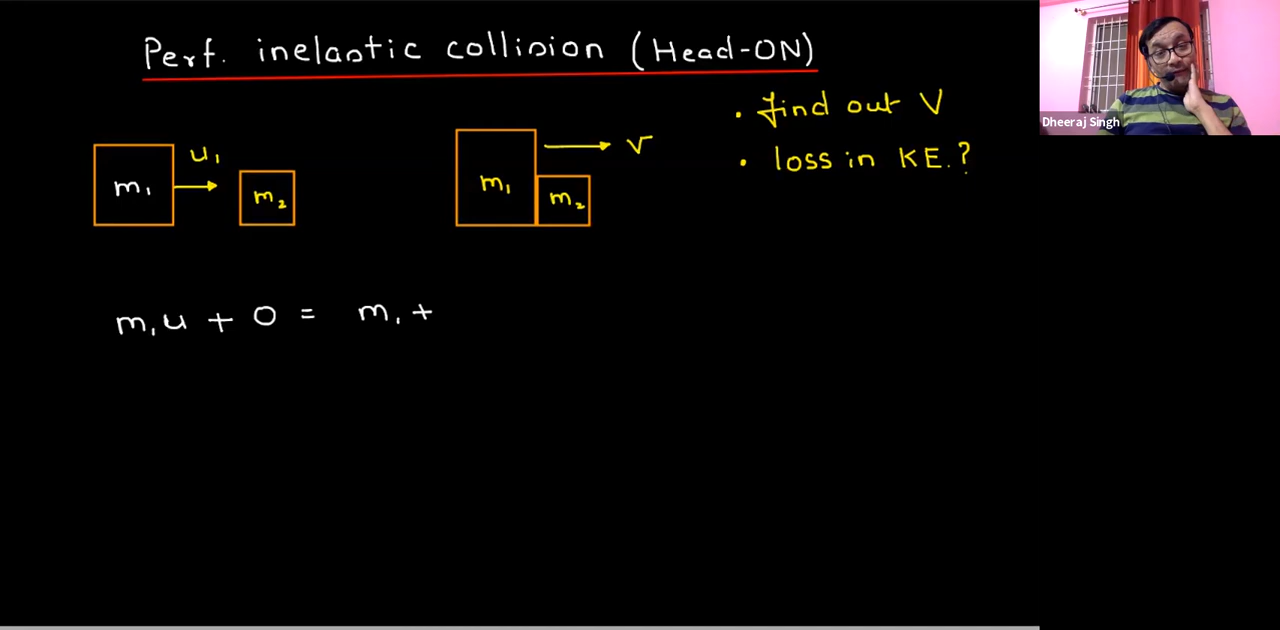 Perf. inelastic collision (Head-ON)
• find out V
• loss in KE.?
m₁ u₁ m₂
m₁ m₂ v
m₁u + 0 = m₁ +
Dheeraj Singh